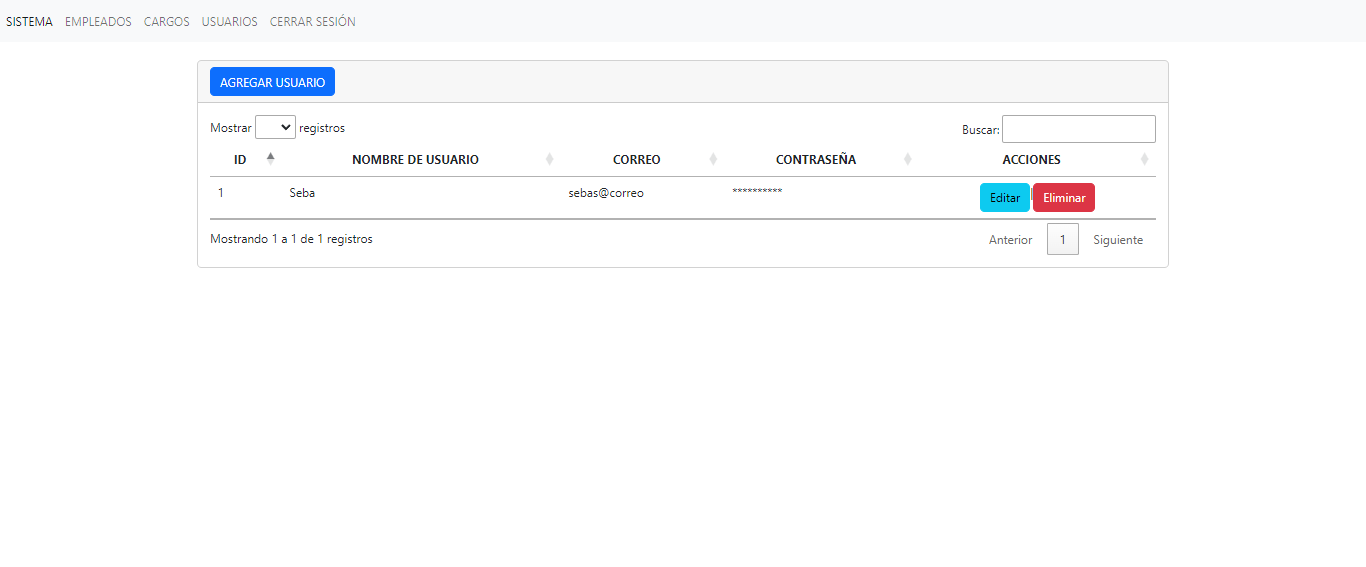 SISTEMA EMPLEADOS CARGOS USUARIOS CERRAR SESIÓN
AGREGAR USUARIO
Mostrar registros
Buscar:
ID NOMBRE DE USUARIO CORREO CONTRASEÑA ACCIONES
1 Seba sebas@correo ********** Editar | Eliminar
Mostrando 1 a 1 de 1 registros
Anterior 1 Siguiente